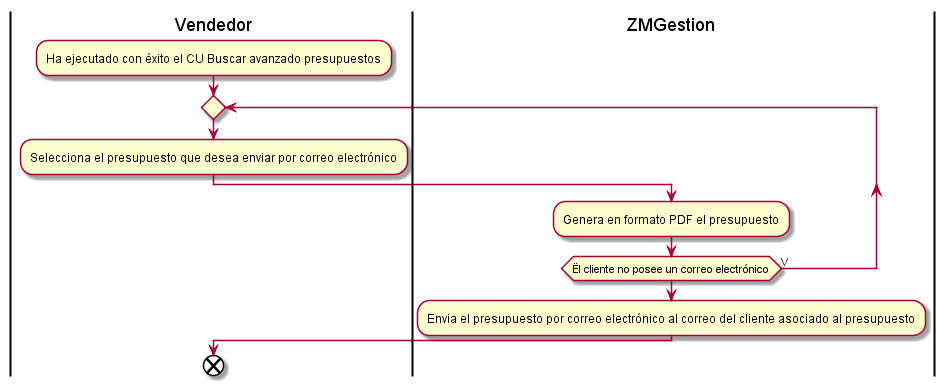 Vendedor
ZMGestion
Ha ejecutado con éxito el CU Buscar avanzado presupuestos
Selecciona el presupuesto que desea enviar por correo electrónico
Genera en formato PDF el presupuesto
Ël cliente no posee un correo electrónico
V
Envia el presupuesto por correo electrónico al correo del cliente asociado al presupuesto